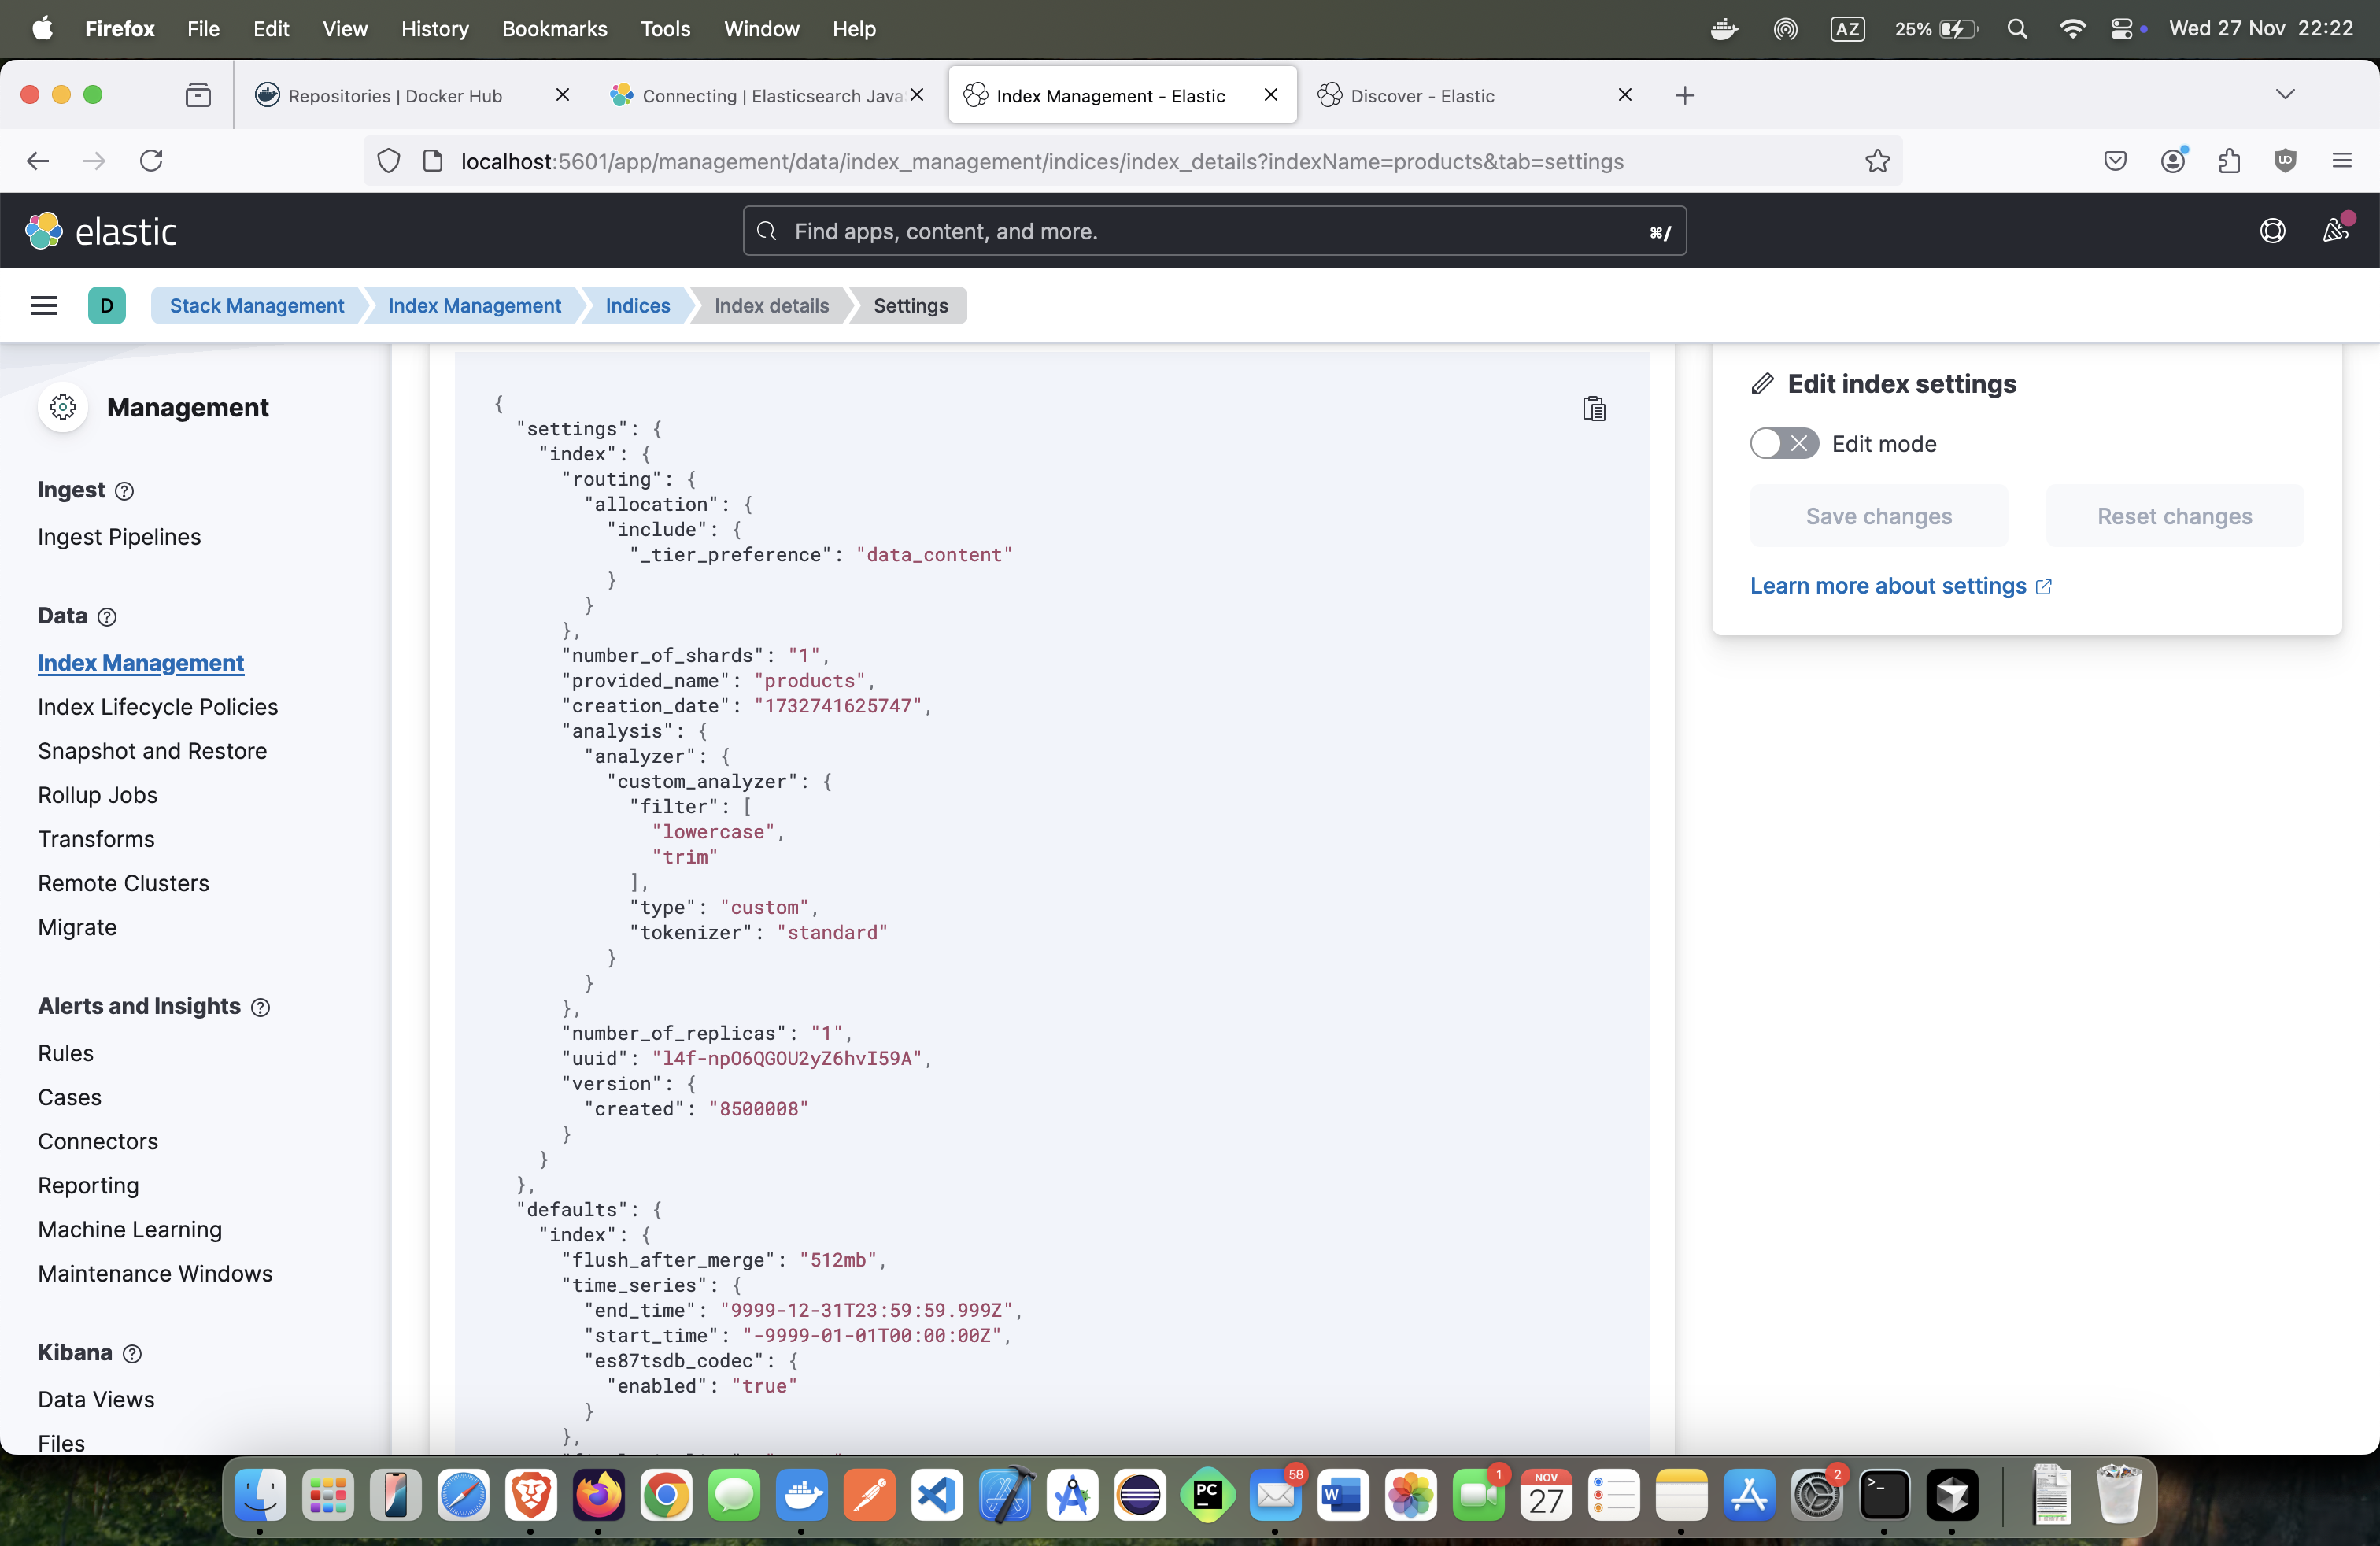 Firefox File Edit View History Bookmarks Tools Window Help AZ 25% Wed 27 Nov 22:22
Repositories | Docker Hub Connecting | Elasticsearch Java Index Management - Elastic Discover - Elastic
localhost:5601/app/management/data/index_management/indices/index_details?indexName=products&tab=settings
elastic Find apps, content, and more. ⌘/
D Stack Management Index Management Indices Index details Settings
Management
Ingest
Ingest Pipelines
Data
Index Management
Index Lifecycle Policies
Snapshot and Restore
Rollup Jobs
Transforms
Remote Clusters
Migrate
Alerts and Insights
Rules
Cases
Connectors
Reporting
Machine Learning
Maintenance Windows
Kibana
Data Views
Files
{
"settings": {
"index": {
"routing": {
"allocation": {
"include": {
"_tier_preference": "data_content"
}
}
},
"number_of_shards": "1",
"provided_name": "products",
"creation_date": "1732741625747",
"analysis": {
"analyzer": {
"custom_analyzer": {
"filter": [
"lowercase",
"trim"
],
"type": "custom",
"tokenizer": "standard"
}
}
},
"number_of_replicas": "1",
"uuid": "l4f-npO6QGOU2yZ6hvI59A",
"version": {
"created": "8500008"
}
}
},
"defaults": {
"index": {
"flush_after_merge": "512mb",
"time_series": {
"end_time": "9999-12-31T23:59:59.999Z",
"start_time": "-9999-01-01T00:00:00Z",
"es87tsdb_codec": {
"enabled": "true"
}
},
Edit index settings
Edit mode
Save changes Reset changes
Learn more about settings
PC 58 W 1 NOV 27 2 >_